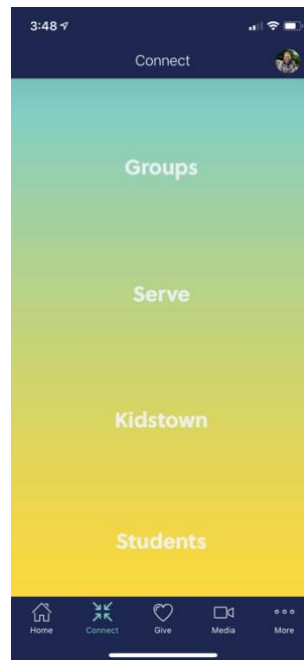 3:48
Connect
Groups
Serve
Kidstown
Students
Home Connect Give Media More